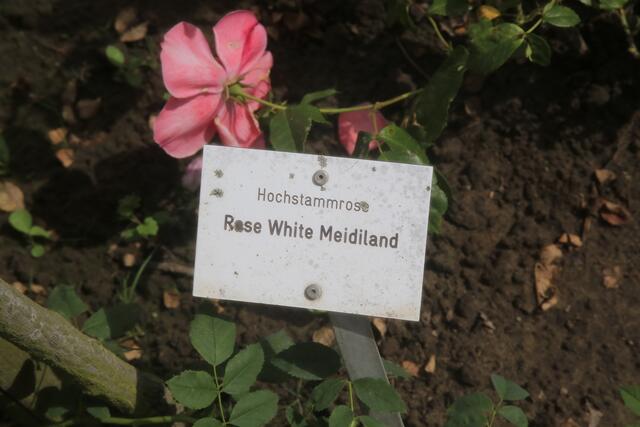 Hochstammrose
Rose White Meidiland